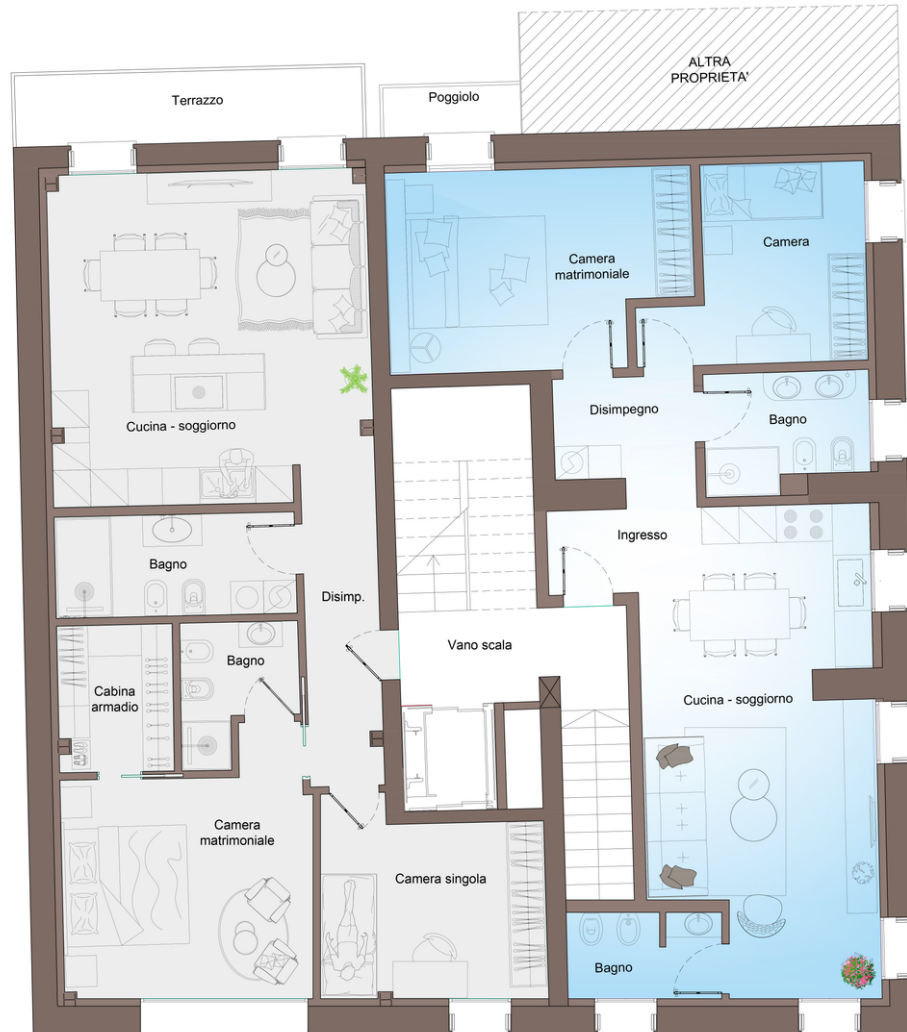 ALTRA
PROPRIETA'
Terrazzo
Poggiolo
Camera
matrimoniale
Camera
Disimpegno
Bagno
Cucina - soggiorno
Ingresso
Bagno
Disimp.
Vano scala
Bagno
Cabina
armadio
Cucina - soggiorno
Camera
matrimoniale
Camera singola
Bagno